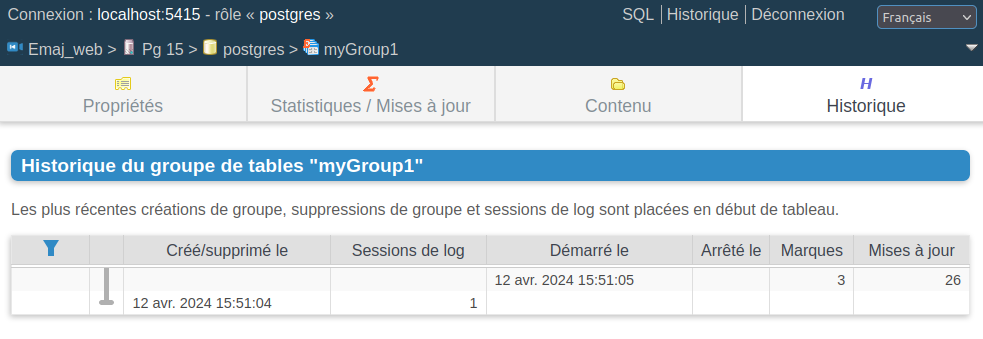 Connexion : localhost:5415 - rôle « postgres » SQL | Historique | Déconnexion Français
Emaj_web > Pg 15 > postgres > myGroup1
Propriétés Statistiques / Mises à jour Contenu Historique
Historique du groupe de tables "myGroup1"
Les plus récentes créations de groupe, suppressions de groupe et sessions de log sont placées en début de tableau.
Créé/supprimé le Sessions de log Démarré le Arrêté le Marques Mises à jour
12 avr. 2024 15:51:05 3 26
12 avr. 2024 15:51:04 1